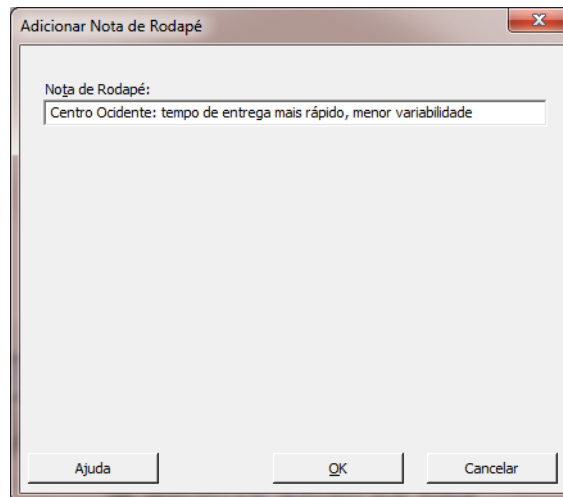 Adicionar Nota de Rodapé
Nota de Rodapé:
Centro Ocidente: tempo de entrega mais rápido, menor variabilidade
Ajuda
OK
Cancelar